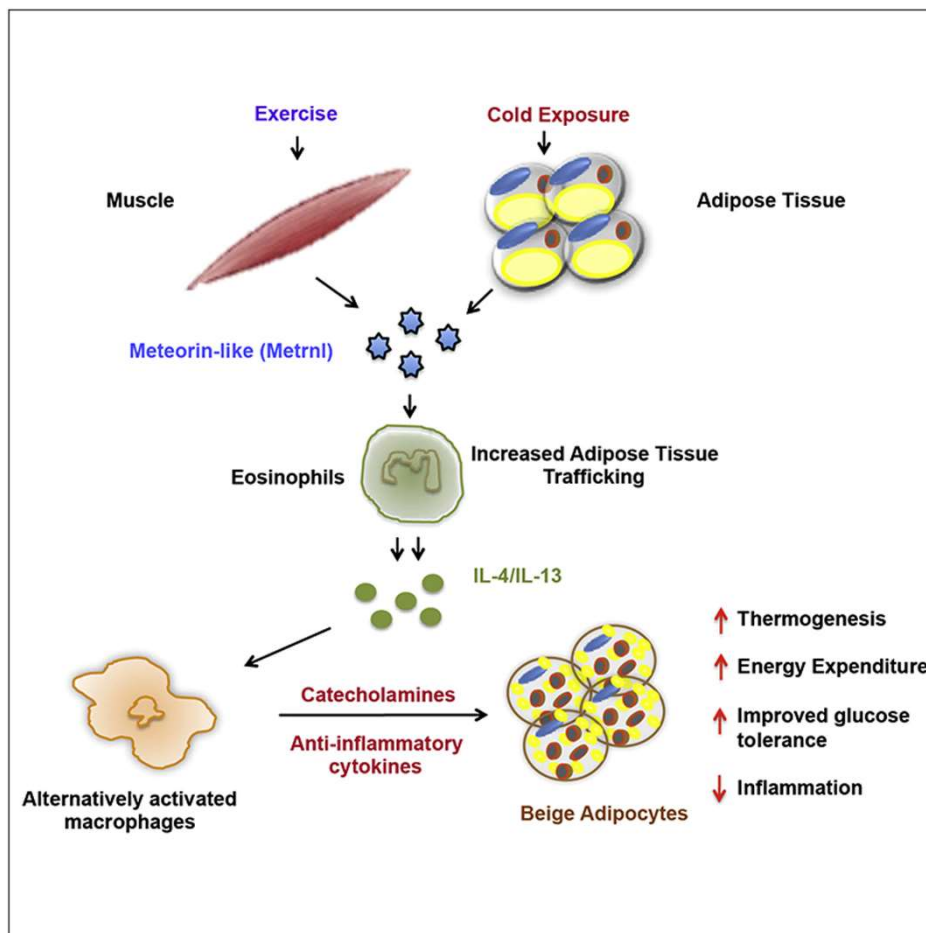 Exercise
Cold Exposure
Muscle
Adipose Tissue
Meteorin-like (Metrnl)
Eosinophils
Increased Adipose Tissue
Trafficking
IL-4/IL-13
Thermogenesis
Energy Expenditure
Improved glucose
tolerance
Inflammation
Catecholamines
Anti-inflammatory
cytokines
Alternatively activated
macrophages
Beige Adipocytes